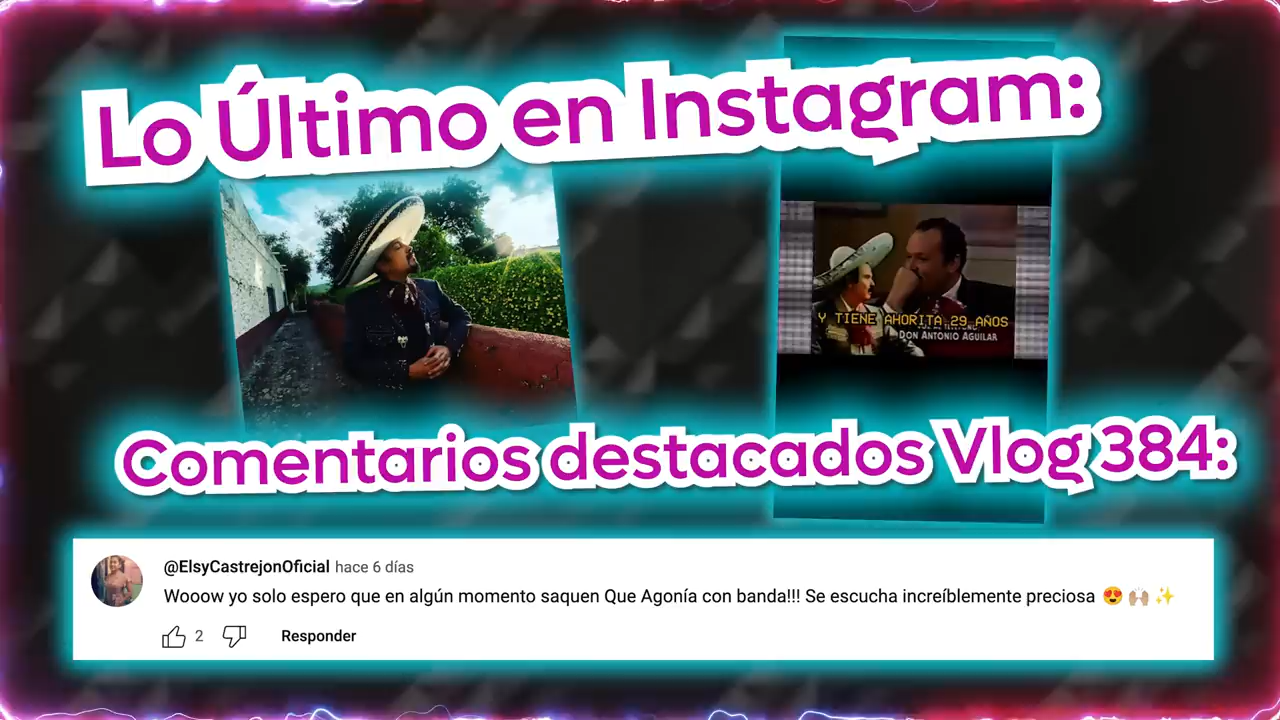 Lo Último en Instagram:
Y TIENE AHORITA 29 AÑOS
DON ANTONIO AGUILAR
Comentarios destacados Vlog 384:
@ElsyCastrejonOficial hace 6 días
Wooow yo solo espero que en algún momento saquen Que Agonía con banda!!! Se escucha increíblemente preciosa 😍 🙌🏼 ✨
2 Responder